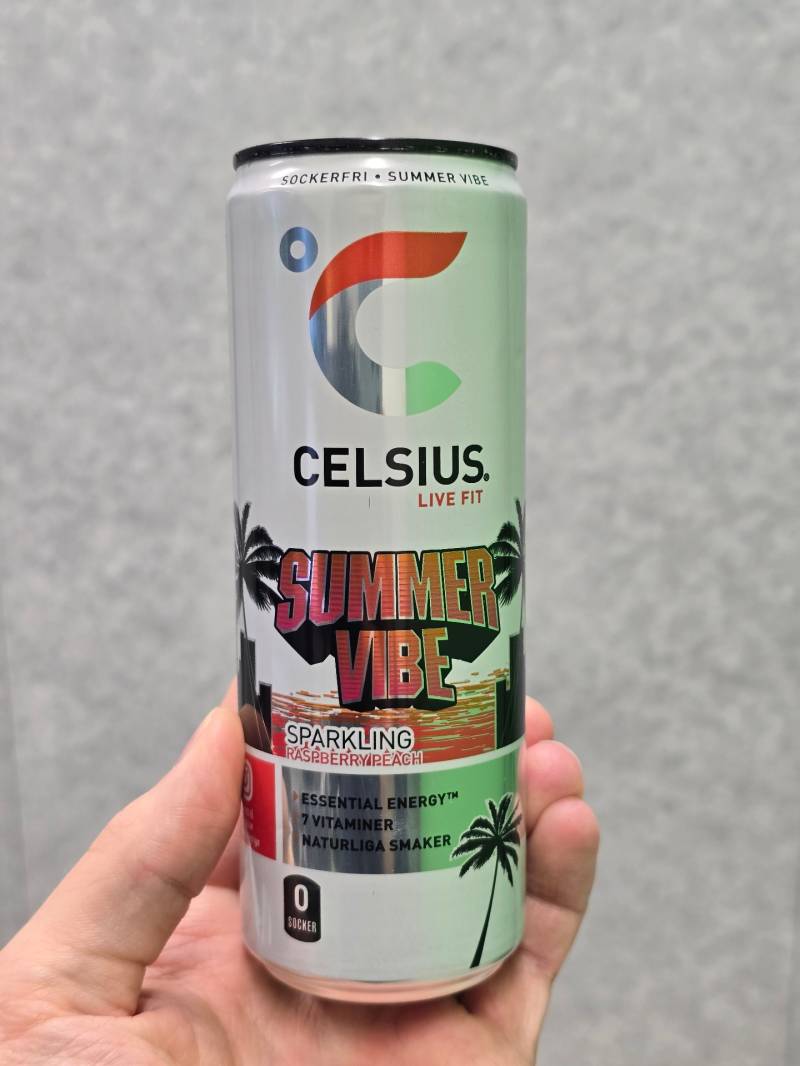 SOCKERFRI • SUMMER VIBE
CELSIUS®
LIVE FIT
SUMMER
VIBE
SPARKLING
RASPBERRY PEACH
ESSENTIAL ENERGY™
7 VITAMINER
NATURLIGA SMAKER
0
SOCKER